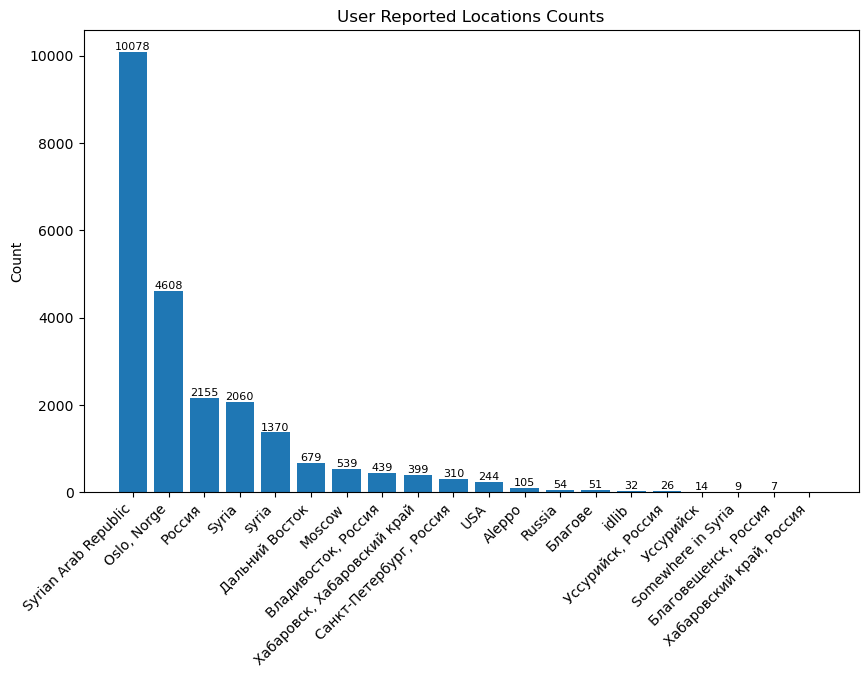 User Reported Locations Counts
Count
10000
8000
6000
4000
2000
0
10078
4608
2155
2060
1370
679
539
439
399
310
244
105
54
51
32
26
14
9
7
Syrian Arab Republic
Oslo, Norge
Россия
Syria
syria
Дальний Восток
Moscow
Владивосток, Россия
Хабаровск, Хабаровский край
Санкт-Петербург, Россия
USA
Aleppo
Russia
Благове
idlib
Уссурийск, Россия
Уссурийск
Somewhere in Syria
Благовещенск, Россия
Хабаровский край, Россия